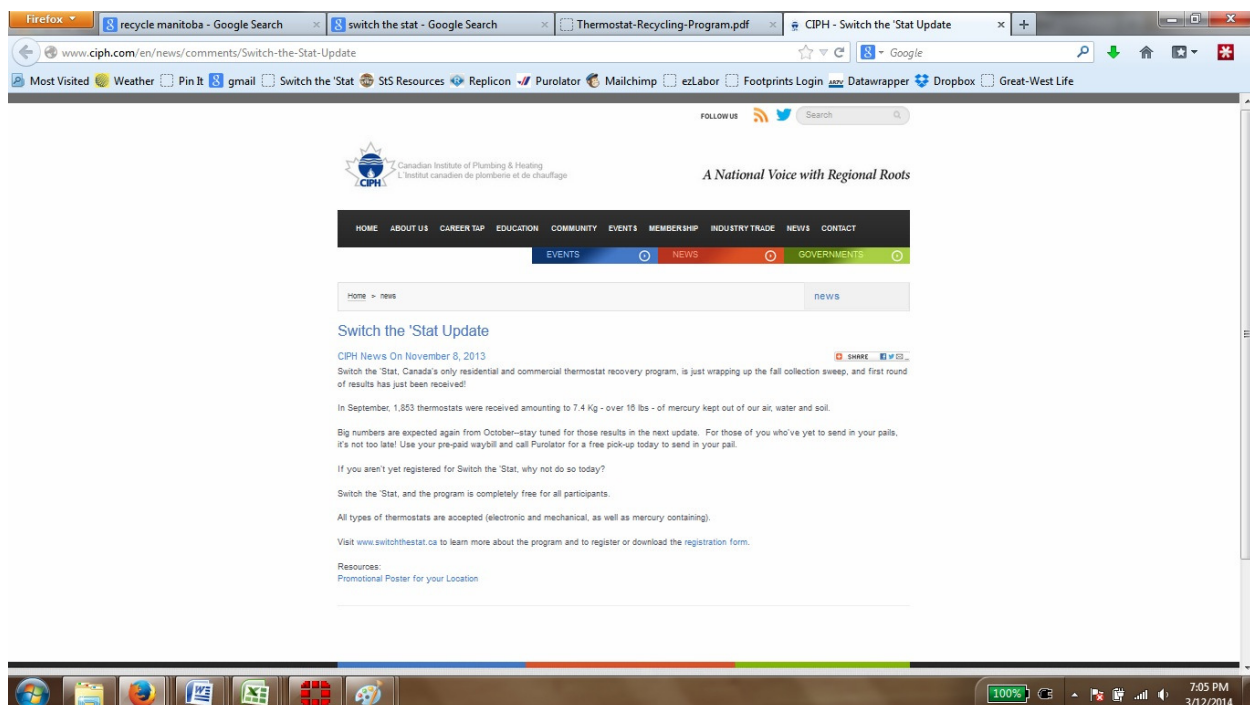 Firefox
recycle manitoba - Google Search
switch the stat - Google Search
Thermostat-Recycling-Program.pdf
CIPH - Switch the 'Stat Update
www.ciph.com/en/news/comments/Switch-the-Stat-Update
Google
Most Visited Weather Pin It gmail Switch the 'Stat StS Resources Replicon Purolator Mailchimp ezLabor Footprints Login Datawrapper Dropbox Great-West Life
FOLLOW US Search
Canadian Institute of Plumbing & Heating
L'Institut canadien de plomberie et de chauffage
CIPH
A National Voice with Regional Roots
HOME ABOUT US CAREER TAP EDUCATION COMMUNITY EVENTS MEMBERSHIP INDUSTRY TRADE NEWS CONTACT
EVENTS NEWS GOVERNMENTS
Home > news
news
Switch the 'Stat Update
CIPH News On November 8, 2013
SHARE
Switch the 'Stat, Canada's only residential and commercial thermostat recovery program, is just wrapping up the fall collection sweep, and first round
of results has just been received!
In September, 1,853 thermostats were received amounting to 7.4 Kg - over 16 lbs - of mercury kept out of our air, water and soil.
Big numbers are expected again from October--stay tuned for those results in the next update. For those of you who've yet to send in your pails,
it's not too late! Use your pre-paid waybill and call Purolator for a free pick-up today to send in your pail.
If you aren't yet registered for Switch the 'Stat, why not do so today?
Switch the 'Stat, and the program is completely free for all participants.
All types of thermostats are accepted (electronic and mechanical, as well as mercury containing).
Visit www.switchthestat.ca to learn more about the program and to register or download the registration form.
Resources:
Promotional Poster for your Location
100%
7:05 PM
3/12/2014